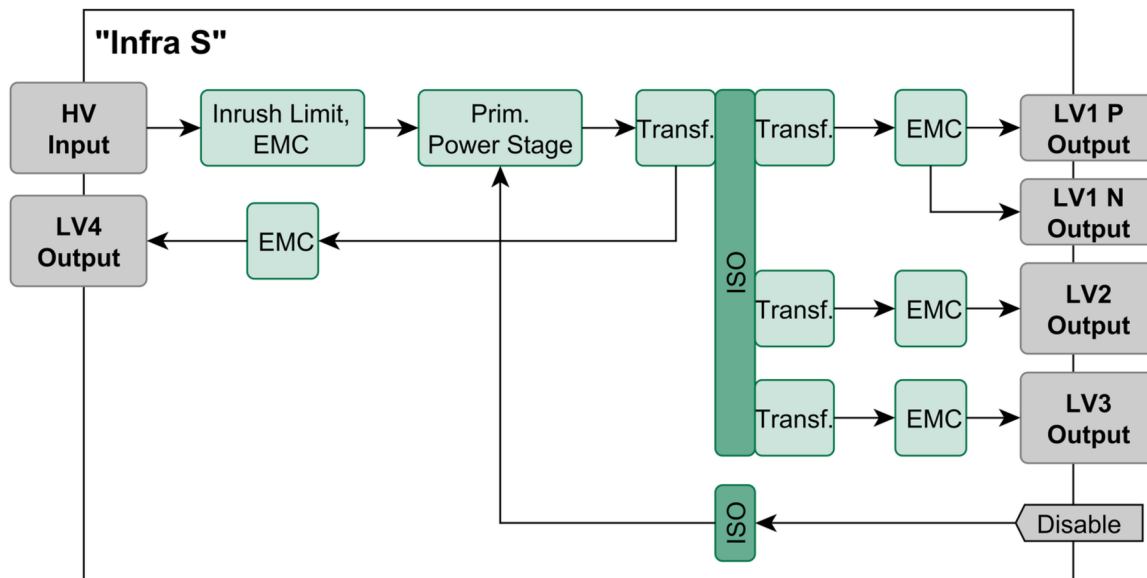 "Infra S"
HV
Input
Inrush Limit,
EMC
Prim.
Power Stage
Transf.
Transf.
EMC
LV1 P
Output
LV4
Output
EMC
LV1 N
Output
ISO
Transf.
EMC
LV2
Output
Transf.
EMC
LV3
Output
ISO
Disable